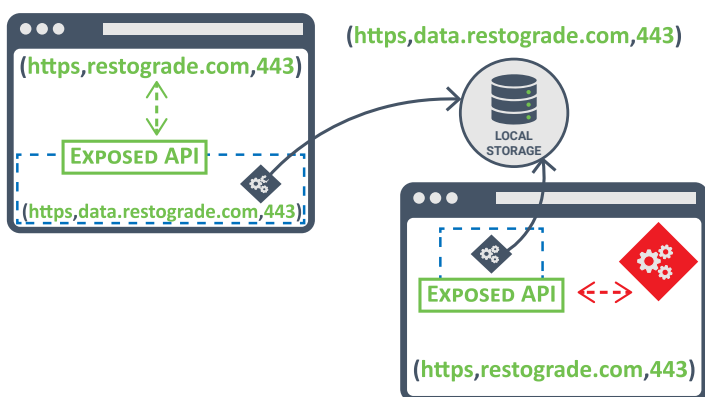 (https,data.restograde.com,443)
(https,restograde.com,443)
EXPOSED API
(https,data.restograde.com,443)
LOCAL
STORAGE
EXPOSED API
(https,restograde.com,443)